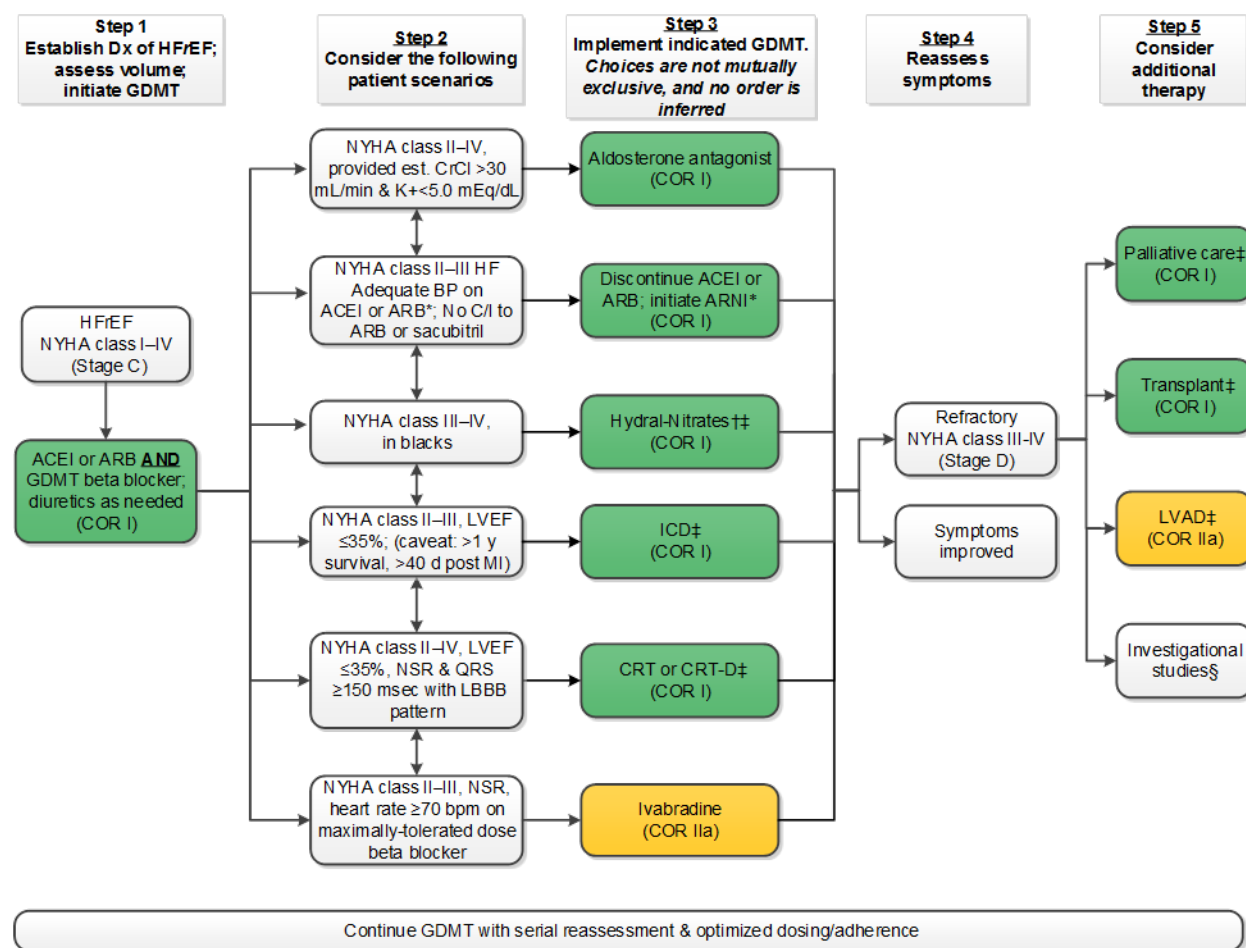 Step 1
Establish Dx of HFrEF;
assess volume;
initiate GDMT
Step 2
Consider the following
patient scenarios
Step 3
Implement indicated GDMT.
Choices are not mutually
exclusive, and no order is
inferred
Step 4
Reassess
symptoms
Step 5
Consider
additional
therapy
HFrEF
NYHA class I–IV
(Stage C)
ACEI or ARB AND
GDMT beta blocker;
diuretics as needed
(COR I)
NYHA class II–IV,
provided est. CrCl >30
mL/min & K+<5.0 mEq/dL
Aldosterone antagonist
(COR I)
NYHA class II–III HF
Adequate BP on
ACEI or ARB*; No C/I to
ARB or sacubitril
Discontinue ACEI or
ARB; initiate ARNI*
(COR I)
NYHA class III–IV,
in blacks
Hydral-Nitrates†‡
(COR I)
NYHA class II–III, LVEF
≤35%; (caveat: >1 y
survival, >40 d post MI)
ICD‡
(COR I)
NYHA class II–IV, LVEF
≤35%, NSR & QRS
≥150 msec with LBBB
pattern
CRT or CRT-D‡
(COR I)
NYHA class II–III, NSR,
heart rate ≥70 bpm on
maximally-tolerated dose
beta blocker
Ivabradine
(COR IIa)
Refractory
NYHA class III-IV
(Stage D)
Symptoms
improved
Palliative care‡
(COR I)
Transplant‡
(COR I)
LVAD‡
(COR IIa)
Investigational
studies§
Continue GDMT with serial reassessment & optimized dosing/adherence